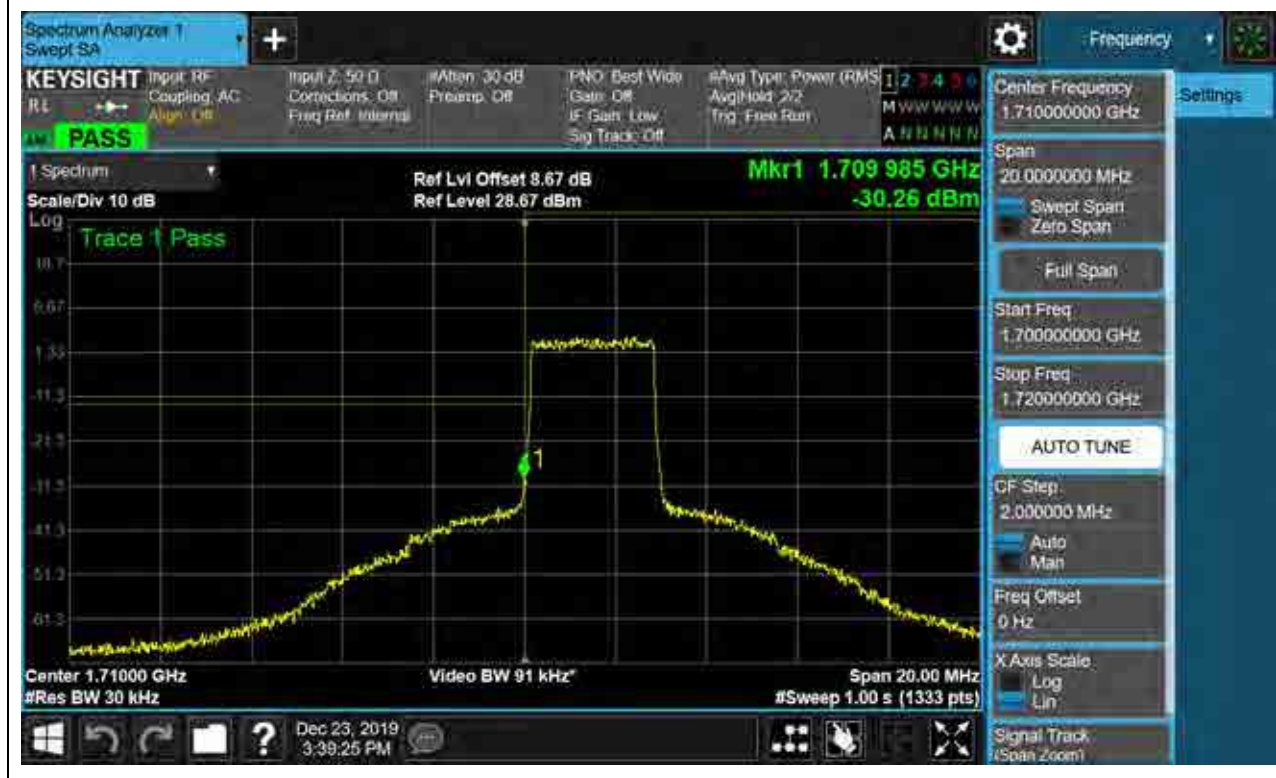 Spectrum Analyzer 1
Swept SA
Frequency
KEYSIGHT
Input: RF
RL
Coupling: AC
Align: Off
PASS
Input Z: 50 Ω
Corrections: Off
Freq Ref: Internal
#Atten: 30 dB
Preamp: Off
PNO: Best Wide
Gate: Off
IF Gain: Low
Sig Track: Off
#Avg Type: Power (RMS
Avg|Hold: 2/2
Trig: Free Run
1 2 3 4 5 6
M W W W W W
A N N N N N
Center Frequency
1.710000000 GHz
Settings
Span
20.0000000 MHz
Swept Span
Zero Span
Full Span
Start Freq
1.700000000 GHz
Stop Freq
1.720000000 GHz
AUTO TUNE
CF Step
2.000000 MHz
Auto
Man
Freq Offset
0 Hz
X Axis Scale
Log
Lin
Signal Track
(Span Zoom)
1 Spectrum
Scale/Div 10 dB
Ref Lvl Offset 8.67 dB
Ref Level 28.67 dBm
Mkr1 1.709 985 GHz
-30.26 dBm
Log
Trace 1 Pass
18.7
8.67
-1.33
-11.3
-21.3
-31.3
-41.3
-51.3
-61.3
1
Center 1.71000 GHz
#Res BW 30 kHz
Video BW 91 kHz*
Span 20.00 MHz
#Sweep 1.00 s (1333 pts)
Dec 23, 2019
3:39:25 PM